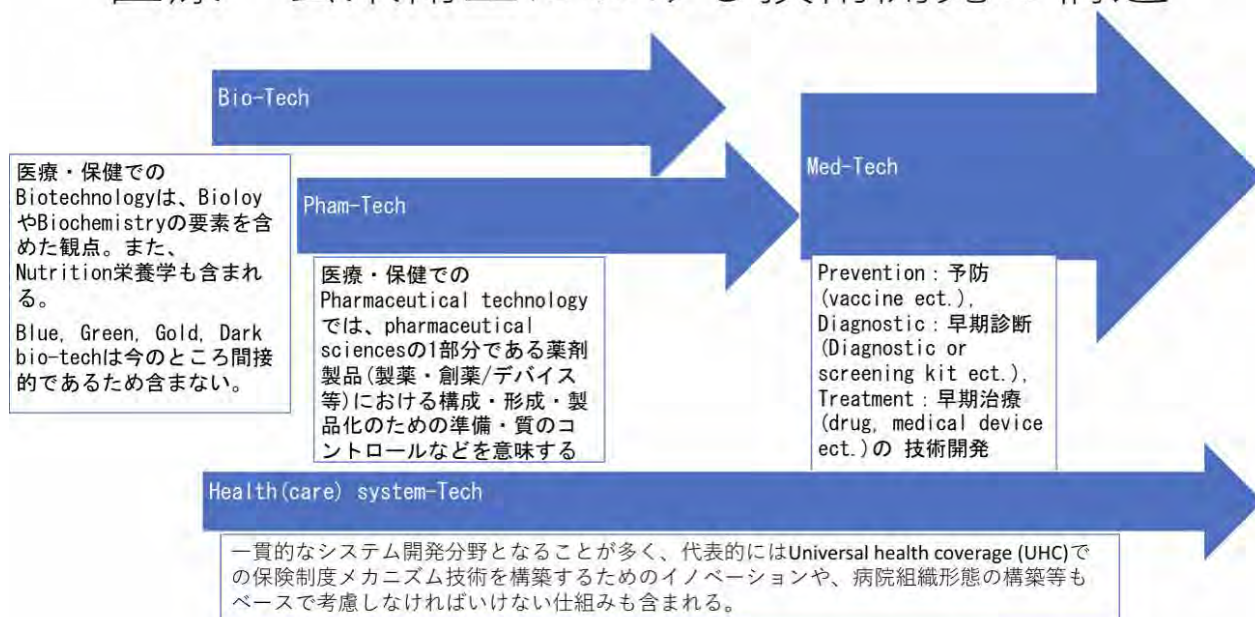 Bio-Tech
医療・保健での
Biotechnologyは、Bioloy
やBiochemistryの要素を含
めた観点。また、
Nutrition栄養学も含まれ
る。
Blue, Green, Gold, Dark
bio-techは今のところ間接
的であるため含まない。
Pham-Tech
医療・保健での
Pharmaceutical technology
では、pharmaceutical
sciencesの1部分である薬剤
製品(製薬・創薬/デバイス
等)における構成・形成・製
品化のための準備・質のコ
ントロールなどを意味する
Med-Tech
Prevention：予防
(vaccine ect.),
Diagnostic：早期診断
(Diagnostic or
screening kit ect.),
Treatment：早期治療
(drug, medical device
ect.)の 技術開発
Health(care) system-Tech
一貫的なシステム開発分野となることが多く、代表的にはUniversal health coverage (UHC)で
の保険制度メカニズム技術を構築するためのイノベーションや、病院組織形態の構築等も
ベースで考慮しなければいけない仕組みも含まれる。